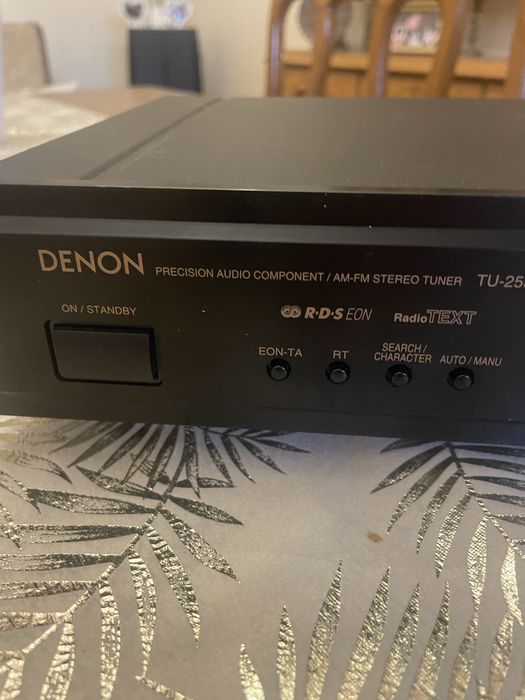 DENON PRECISION AUDIO COMPONENT / AM-FM STEREO TUNER
ON / STANDBY
R·D·S EON RadioTEXT
EON-TA RT SEARCH / CHARACTER AUTO / MANU